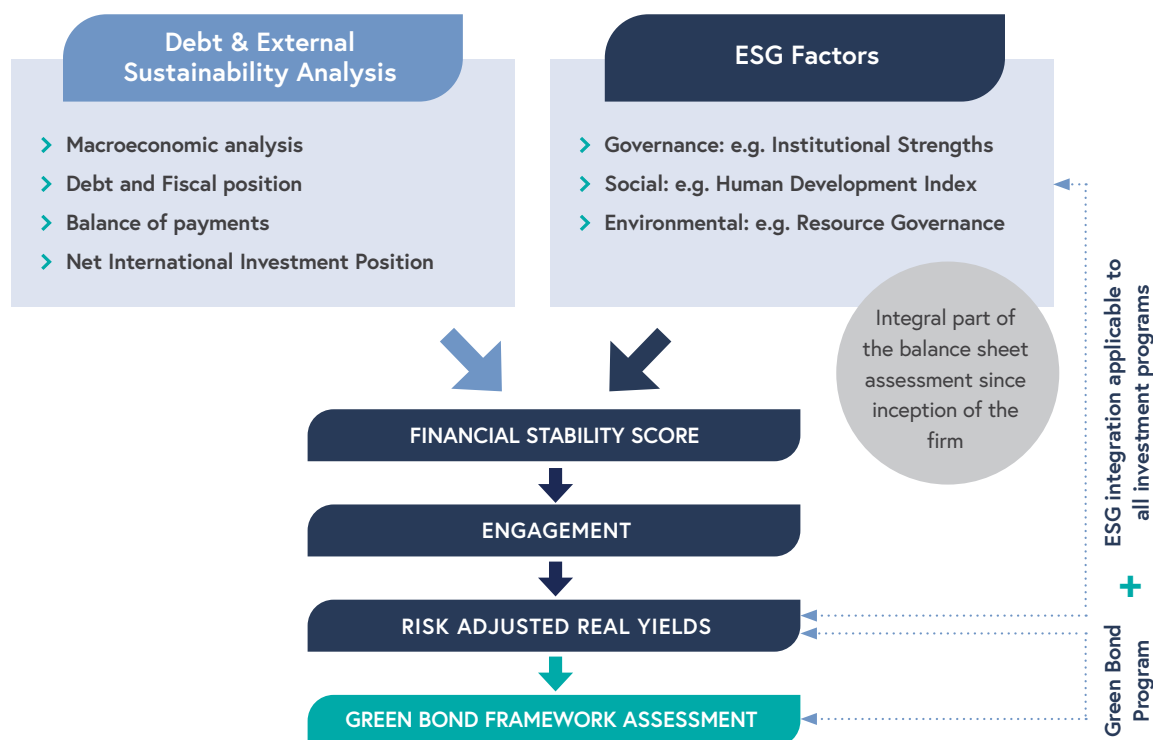 Debt & External
Sustainability Analysis
Macroeconomic analysis
Debt and Fiscal position
Balance of payments
Net International Investment Position
ESG Factors
Governance: e.g. Institutional Strengths
Social: e.g. Human Development Index
Environmental: e.g. Resource Governance
Integral part of
the balance sheet
assessment since
inception of the
firm
FINANCIAL STABILITY SCORE
ENGAGEMENT
RISK ADJUSTED REAL YIELDS
GREEN BOND FRAMEWORK ASSESSMENT
ESG integration applicable to
all investment programs
+
Green Bond
Program